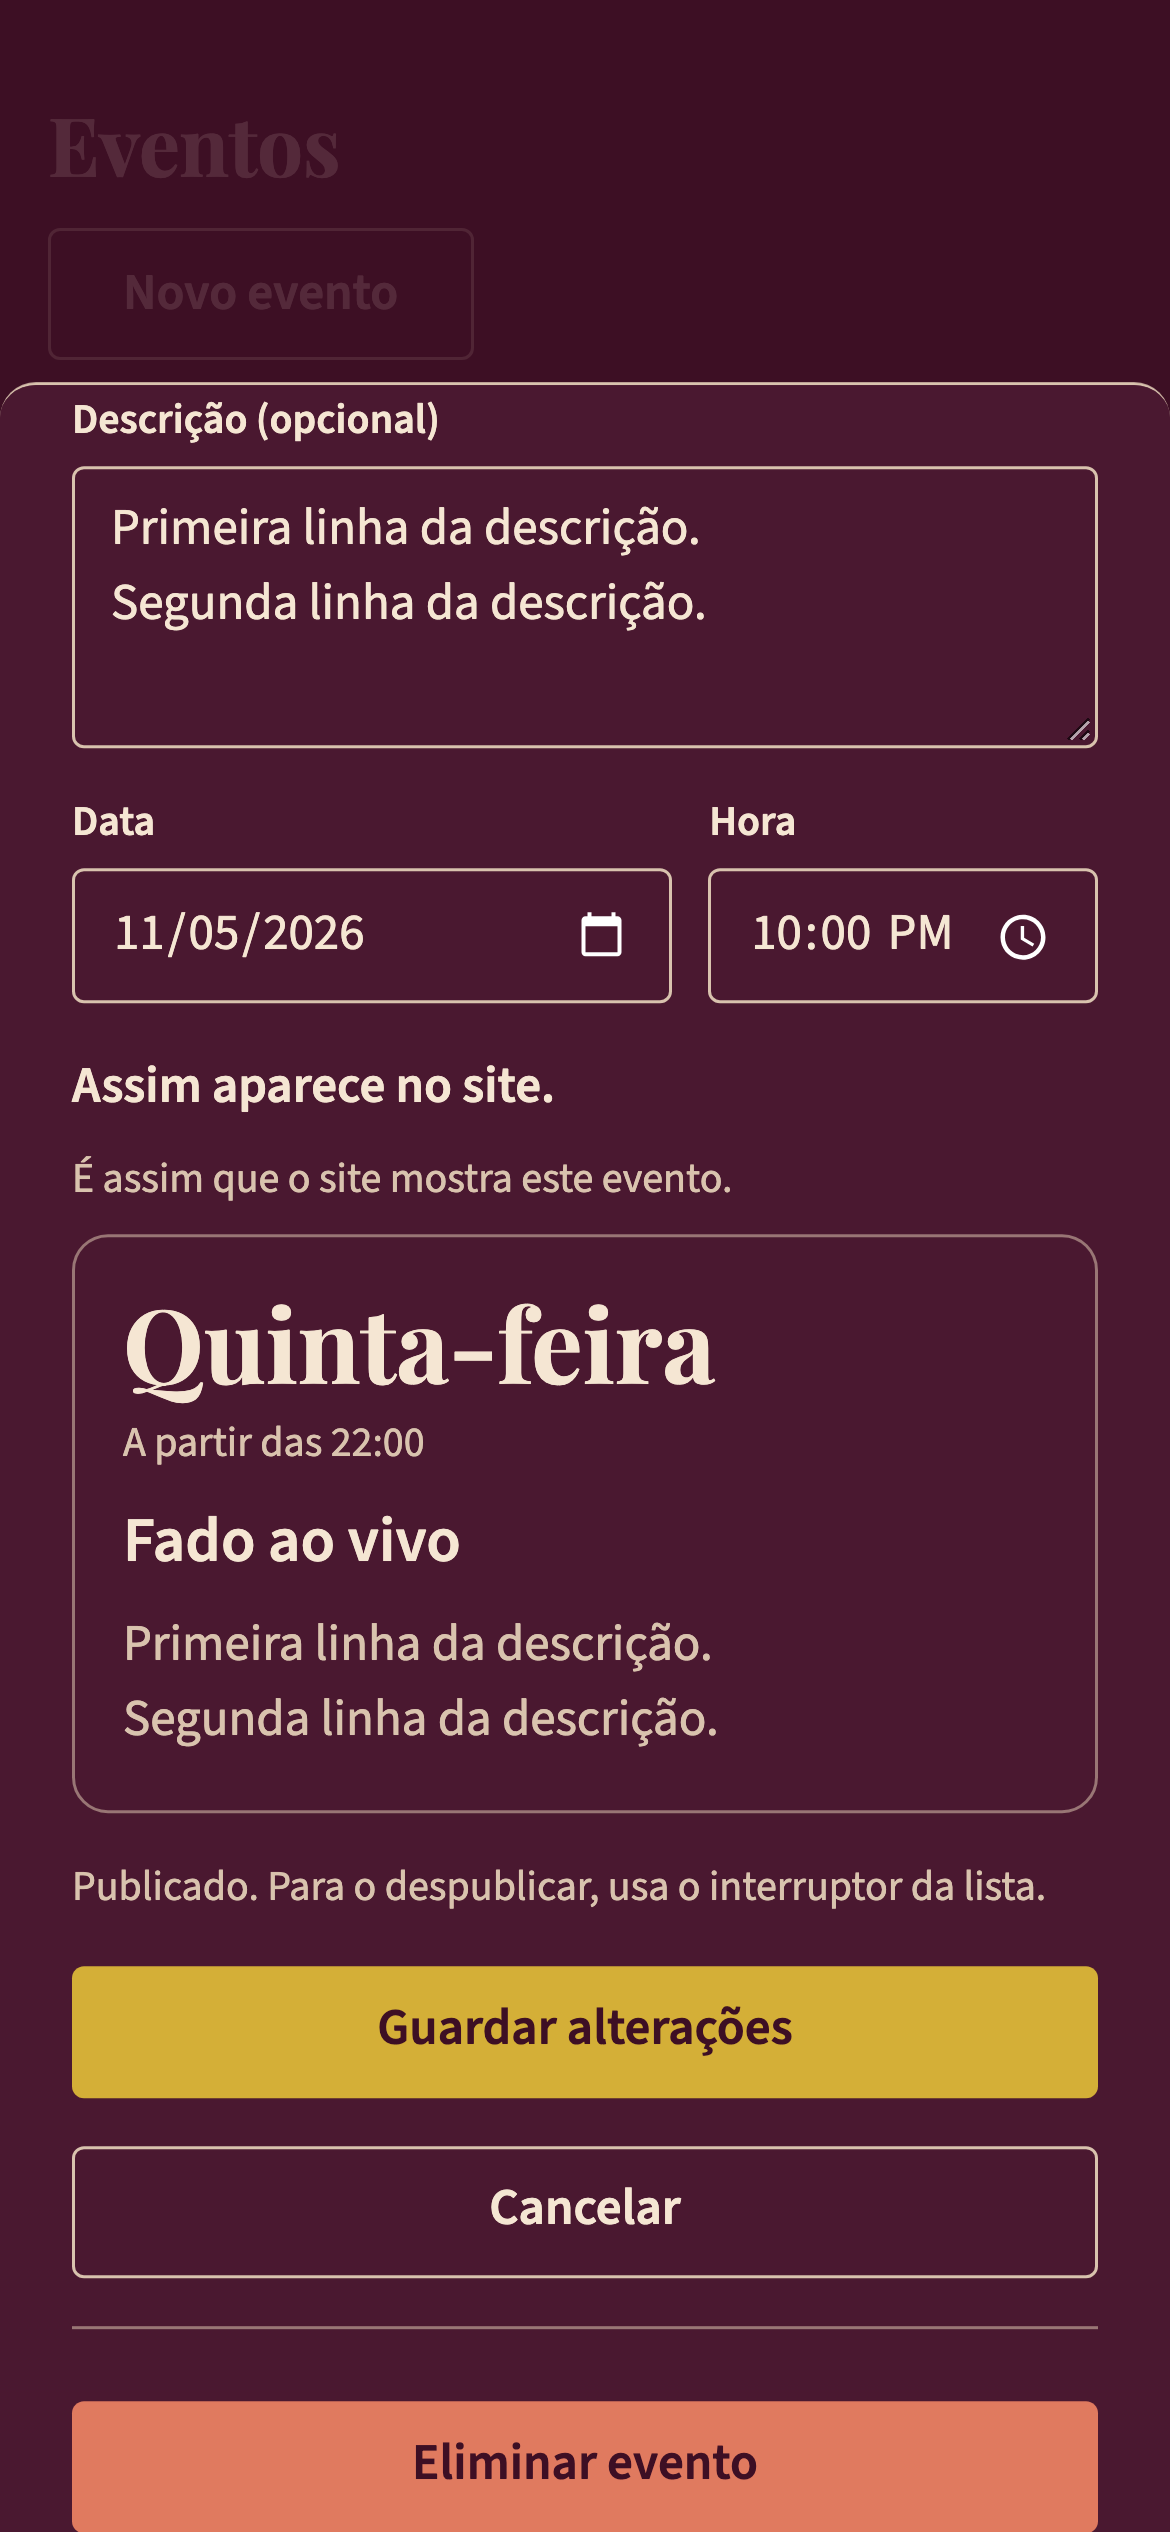 Eventos
Novo evento
Descrição (opcional)
Primeira linha da descrição.
Segunda linha da descrição.
Data
Hora
11/05/2026
10:00 PM
Assim aparece no site.
É assim que o site mostra este evento.
Quinta-feira
A partir das 22:00
Fado ao vivo
Primeira linha da descrição.
Segunda linha da descrição.
Publicado. Para o despublicar, usa o interruptor da lista.
Guardar alterações
Cancelar
Eliminar evento